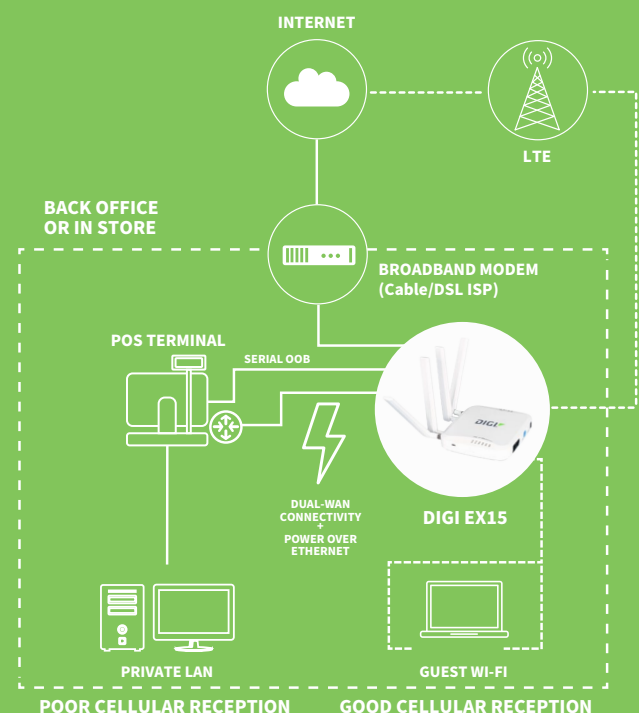 INTERNET
LTE
BACK OFFICE
OR IN STORE
BROADBAND MODEM
(Cable/DSL ISP)
POS TERMINAL
SERIAL OOB
DIGI
DUAL-WAN
CONNECTIVITY
+
POWER OVER
ETHERNET
DIGI EX15
PRIVATE LAN
GUEST WI-FI
POOR CELLULAR RECEPTION
GOOD CELLULAR RECEPTION